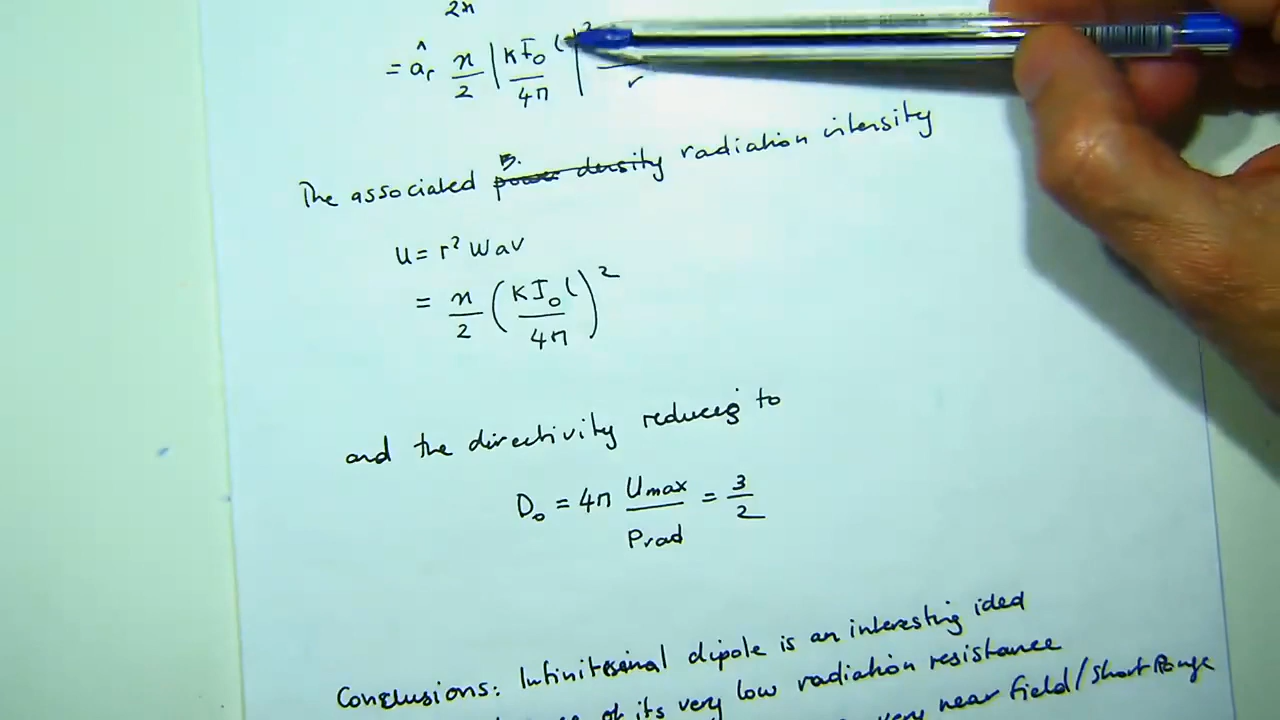 2η
= âr η/2 |kI₀l/4π|² /r
The associated is power density radiation intensity
U = r² Wav
= η/2 (kI₀l/4π)²
and the directivity reduces to
D₀ = 4π Umax/Prad = 3/2
Conclusions: Infinitesimal dipole is an interesting idea
of its very low radiation resistance
very near field/short Range